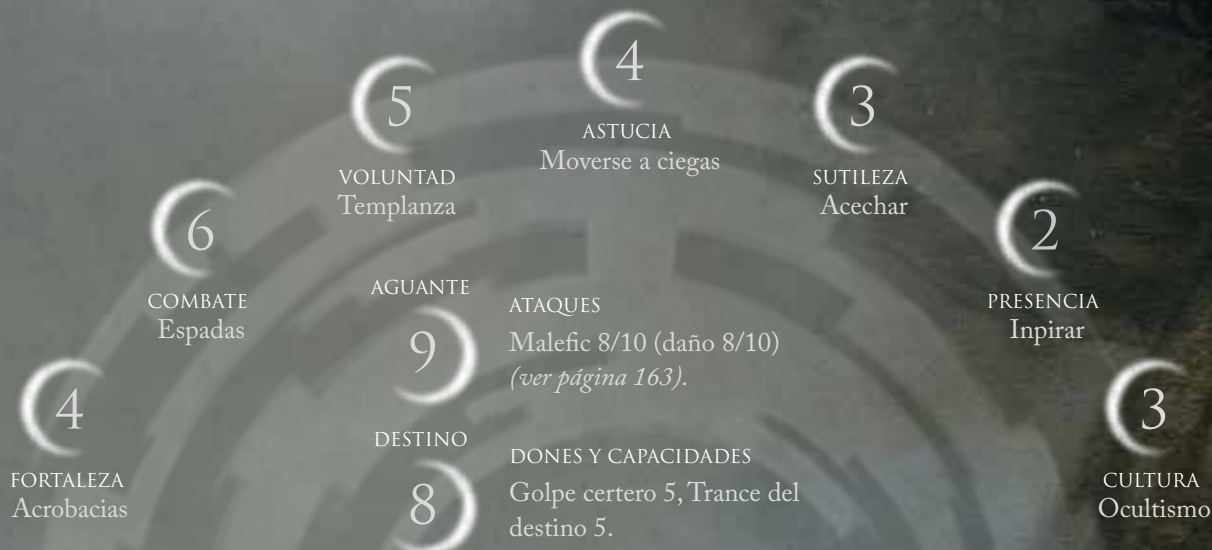 4
FORTALEZA
Acrobacias
6
COMBATE
Espadas
5
VOLUNTAD
Templanza
4
ASTUCIA
Moverse a ciegas
3
SUTILEZA
Acechar
2
PRESENCIA
Inpirar
3
CULTURA
Ocultismo
AGUANTE
9
DESTINO
8
ATAQUES
Malefic 8/10 (daño 8/10)
(ver página 163).
DONES Y CAPACIDADES
Golpe certero 5, Trance del
destino 5.